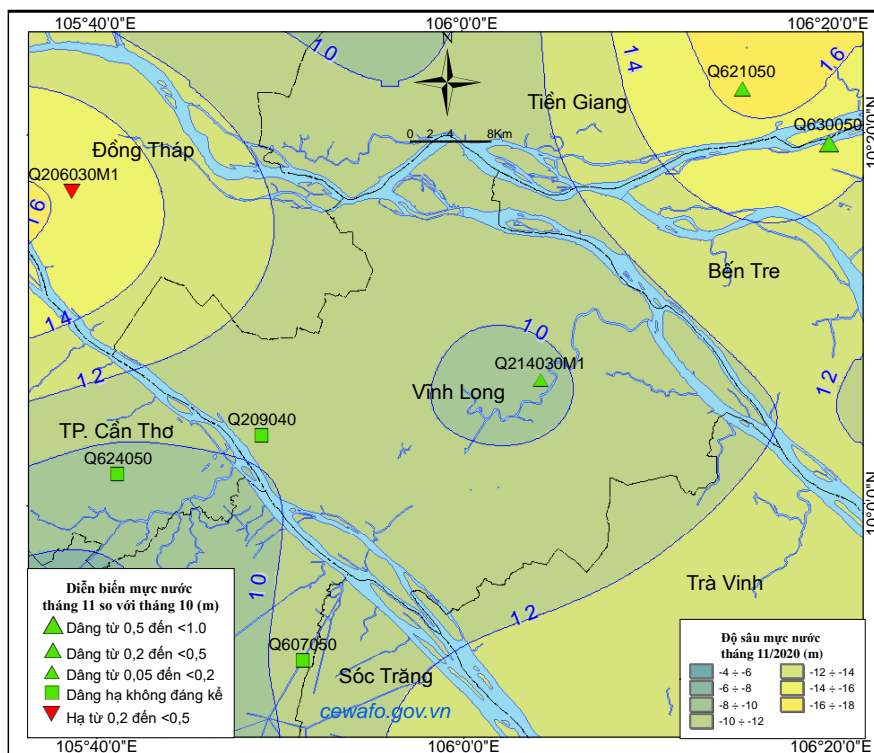 105°40'0"E 106°0'0"E 106°20'0"E
N
10
14
16
Q621050
Tiền Giang
Q630050
0 2 4 8Km
10°20'0"N
Đồng Tháp
Q206030M1
16
Bến Tre
14
10
Q214030M1
Vĩnh Long
12
12
Q209040
TP. Cần Thơ
Q624050
10°0'0"N
10
12
Trà Vinh
Q607050
Sóc Trăng
cewafo.gov.vn
Diễn biến mực nước
tháng 11 so với tháng 10 (m)
Dâng từ 0,5 đến <1.0
Dâng từ 0,2 đến <0,5
Dâng từ 0,05 đến <0,2
Dâng hạ không đáng kể
Hạ từ 0,2 đến <0,5
Độ sâu mực nước
tháng 11/2020 (m)
-4 ÷ -6
-6 ÷ -8
-8 ÷ -10
-10 ÷ -12
-12 ÷ -14
-14 ÷ -16
-16 ÷ -18
105°40'0"E 106°0'0"E 106°20'0"E